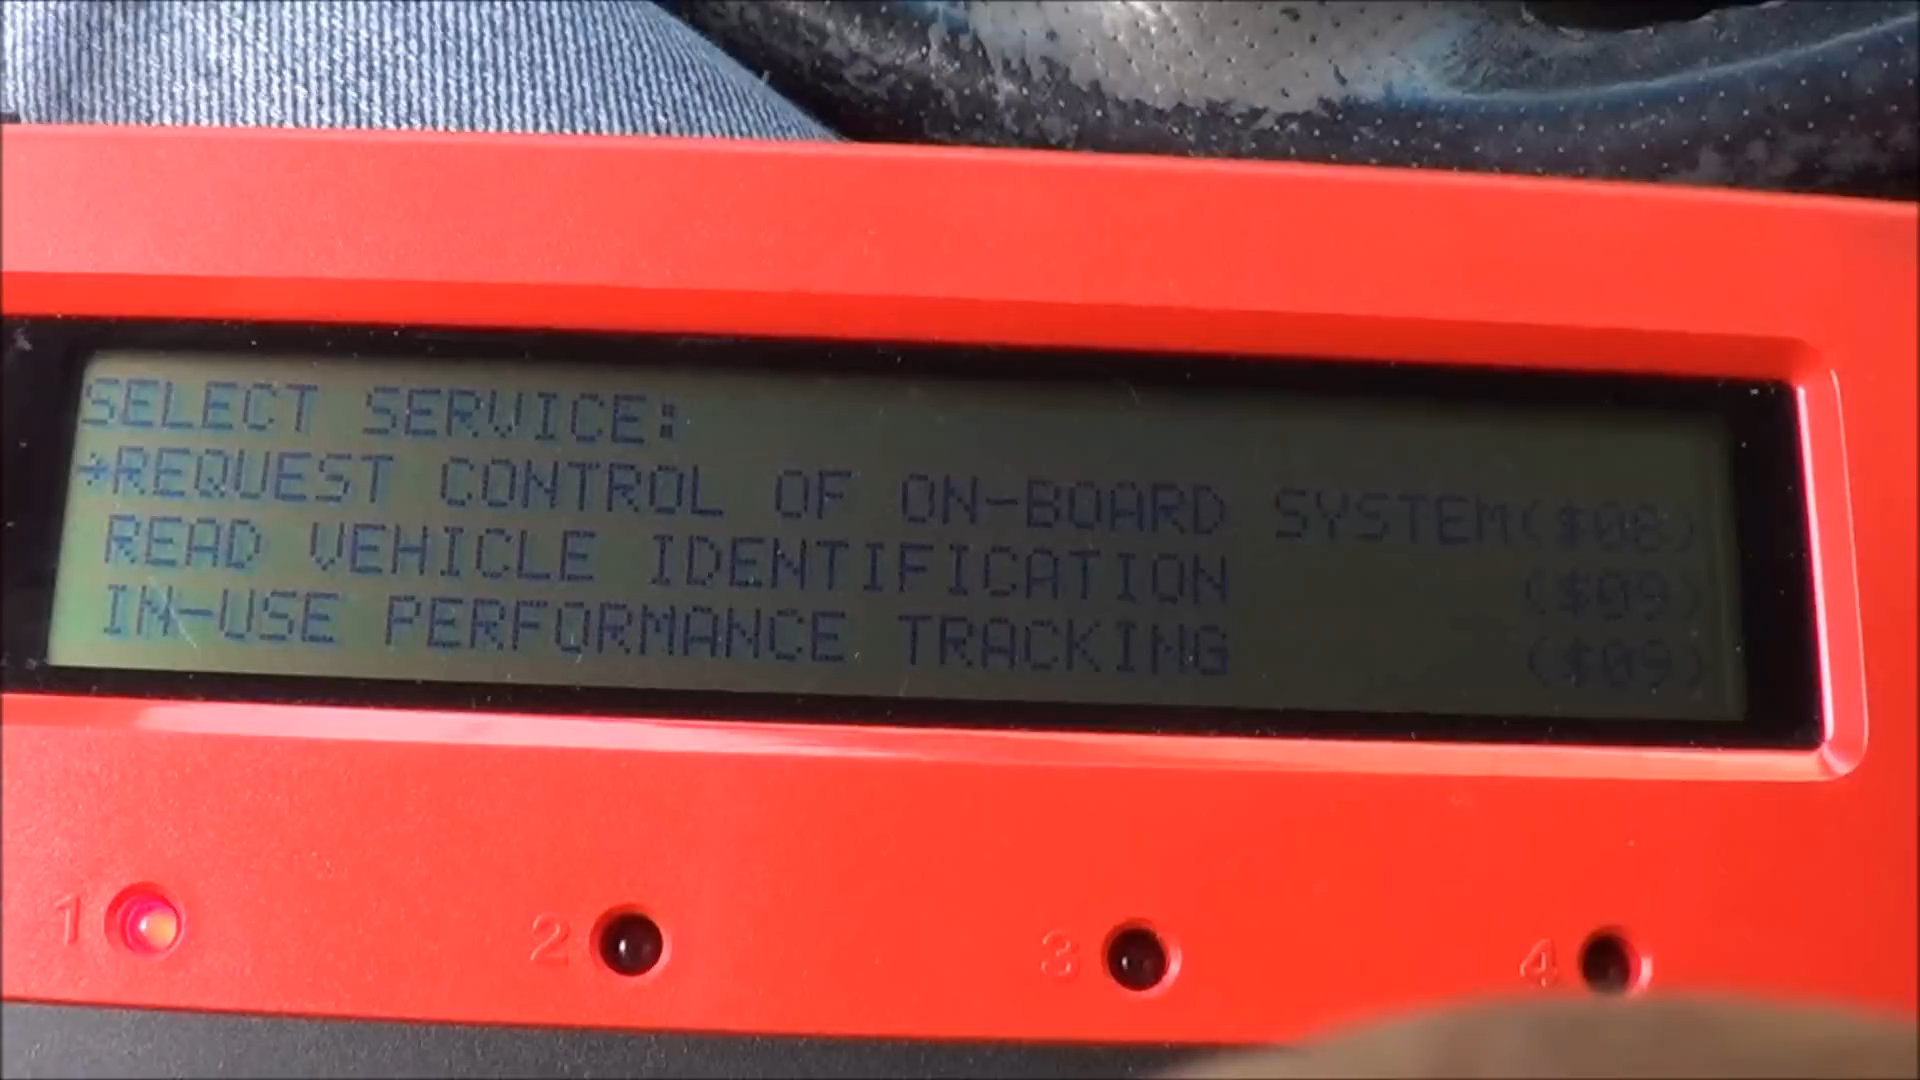 SELECT SERVICE:
*REQUEST CONTROL OF ON-BOARD SYSTEM($08)
READ VEHICLE IDENTIFICATION ($09)
IN-USE PERFORMANCE TRACKING ($09)
1 2 3 4